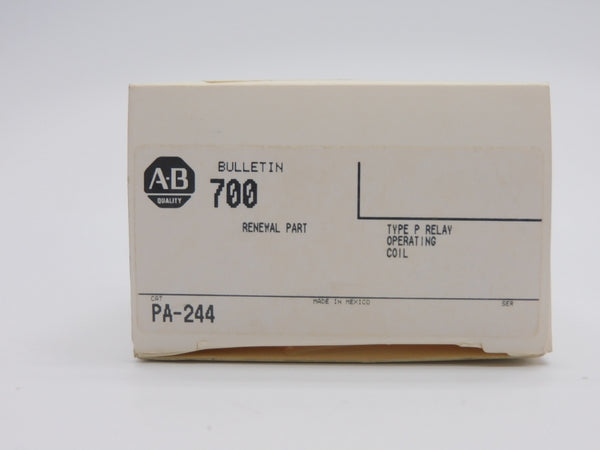 A-B
QUALITY
BULLETIN
700
RENEWAL PART
TYPE P RELAY
OPERATING
COIL
CAT
MADE IN MEXICO
SER
PA-244